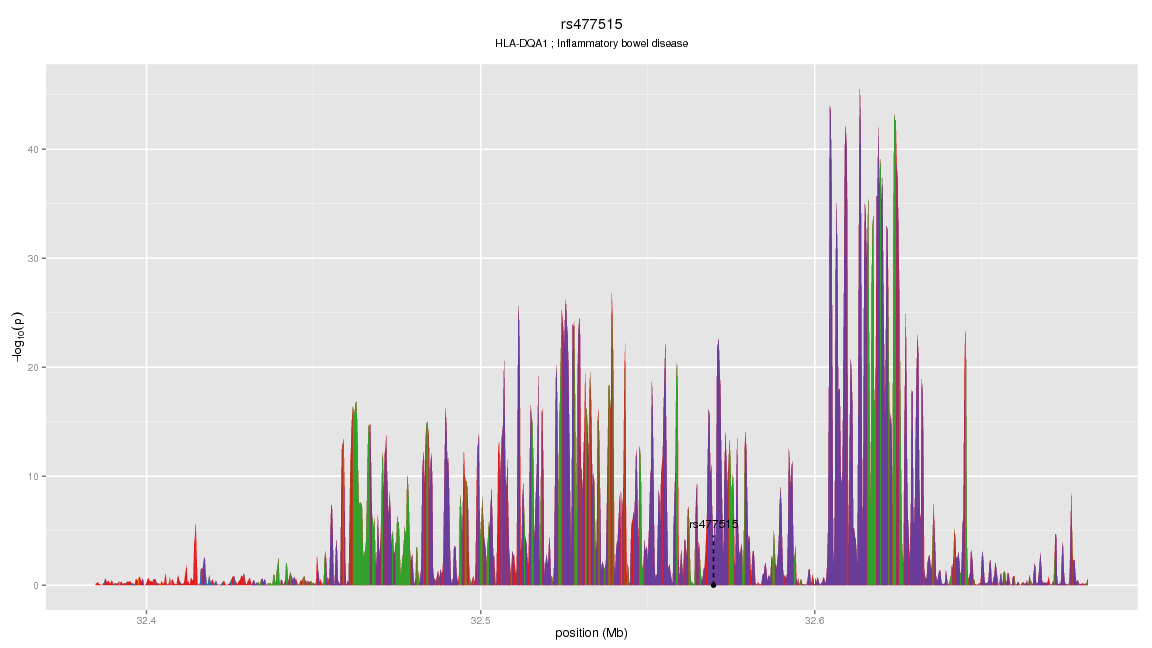 rs477515
HLA-DQA1 ; Inflammatory bowel disease
−log10(p)
40
30
20
10
0
rs477515
32.4 32.5 32.6
position (Mb)